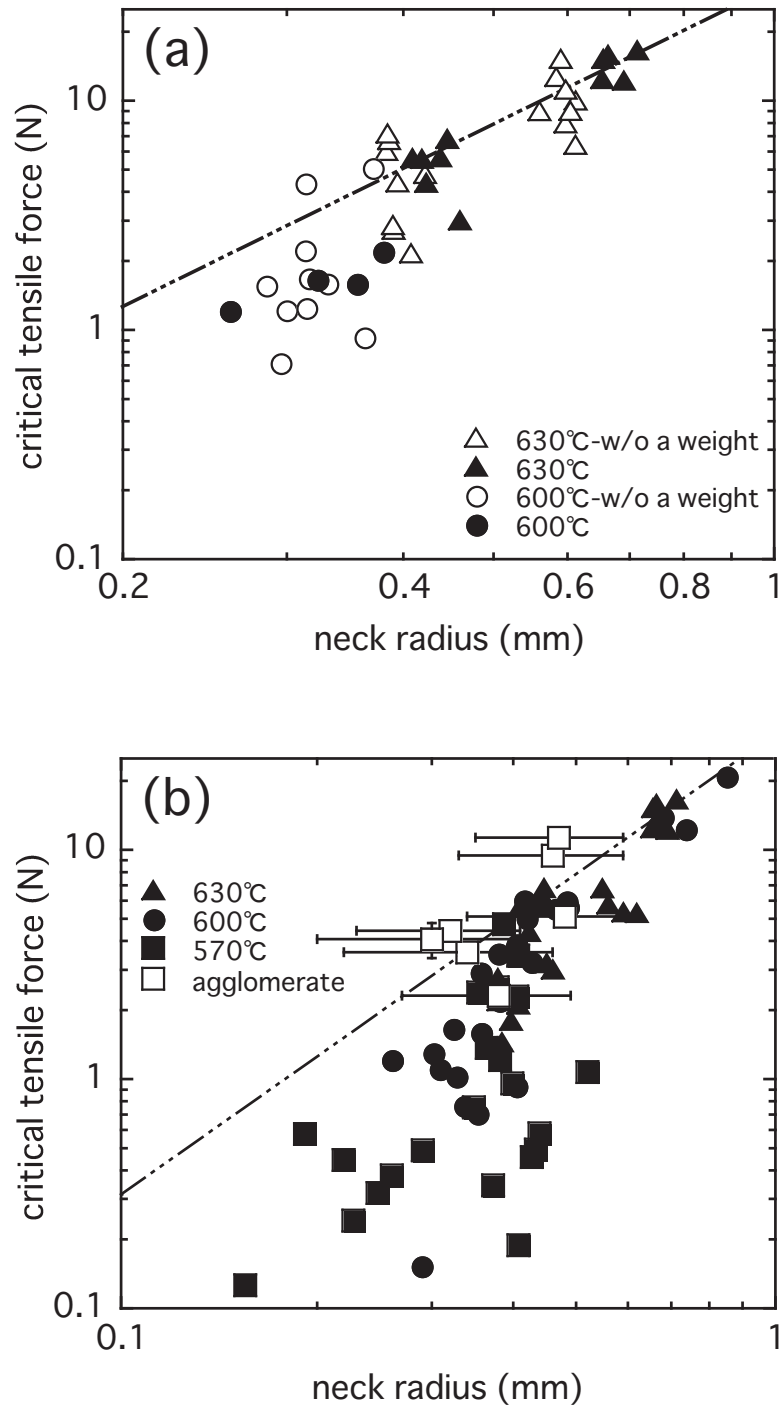 (a)
10
1
0.1
critical tensile force (N)
630℃-w/o a weight
630℃
600℃-w/o a weight
600℃
0.2
0.4
0.6
0.8
1
neck radius (mm)
(b)
10
1
0.1
critical tensile force (N)
630℃
600℃
570℃
agglomerate
0.1
1
neck radius (mm)